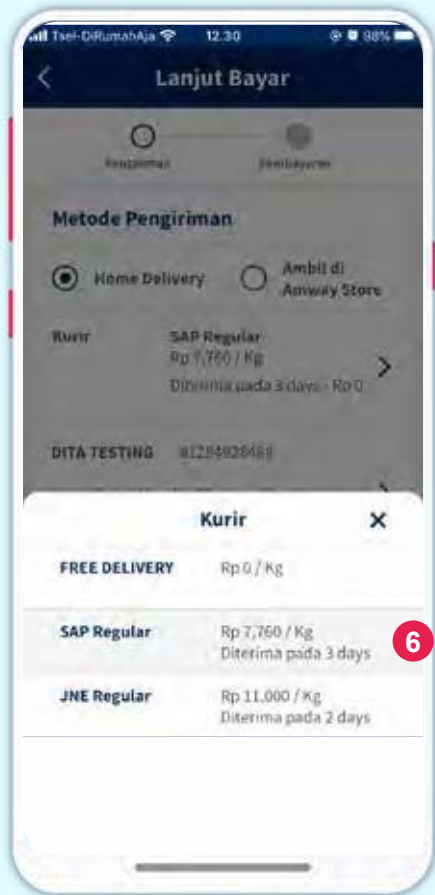 Tsel-DiRumahAja 12.30 98%
Lanjut Bayar
Pengiriman Pembayaran
Metode Pengiriman
Home Delivery
Ambil di
Amway Store
Kurir
SAP Regular
Rp 7,760 / Kg
Diterima pada 3 days - Rp 0
DITA TESTING
Kurir
FREE DELIVERY Rp 0 / Kg
SAP Regular Rp 7,760 / Kg
Diterima pada 3 days
6
JNE Regular Rp 11,000 / Kg
Diterima pada 2 days